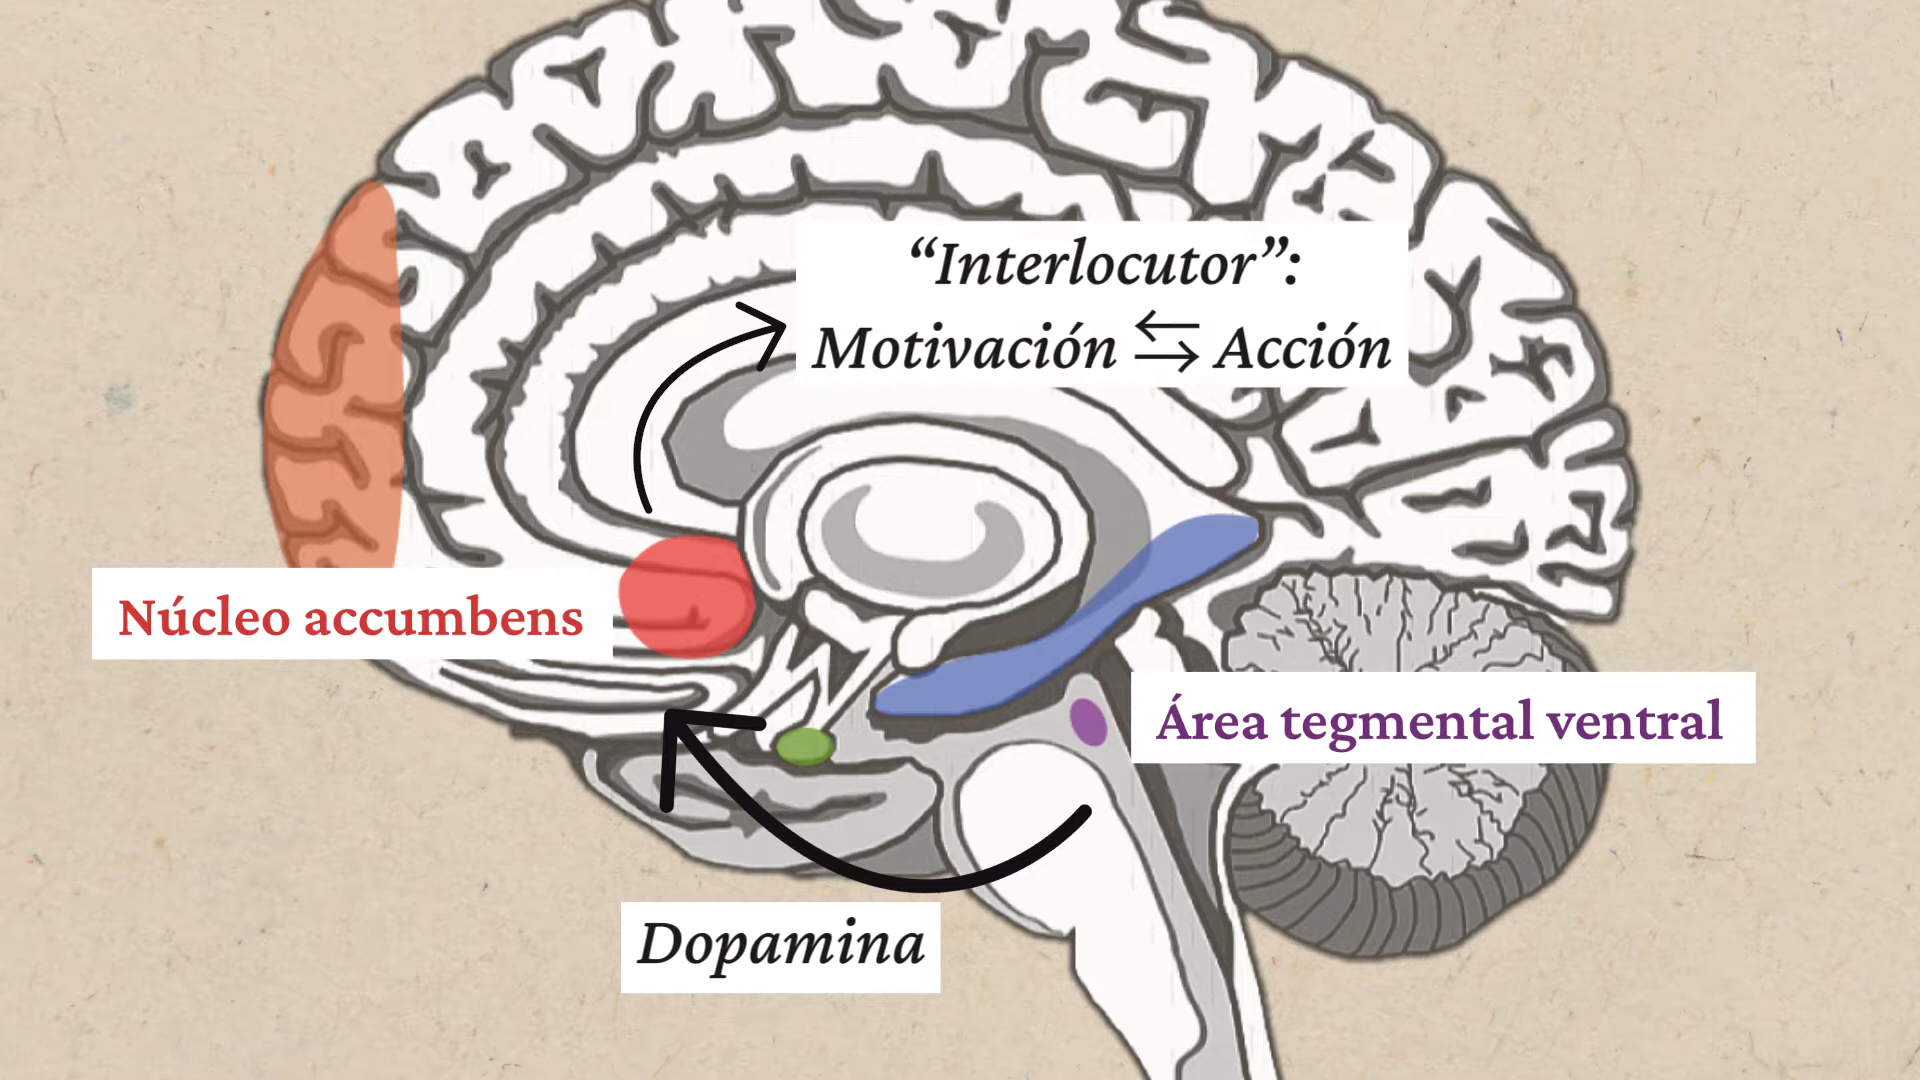 “Interlocutor”:
Motivación ⇆ Acción
Núcleo accumbens
Área tegmental ventral
Dopamina